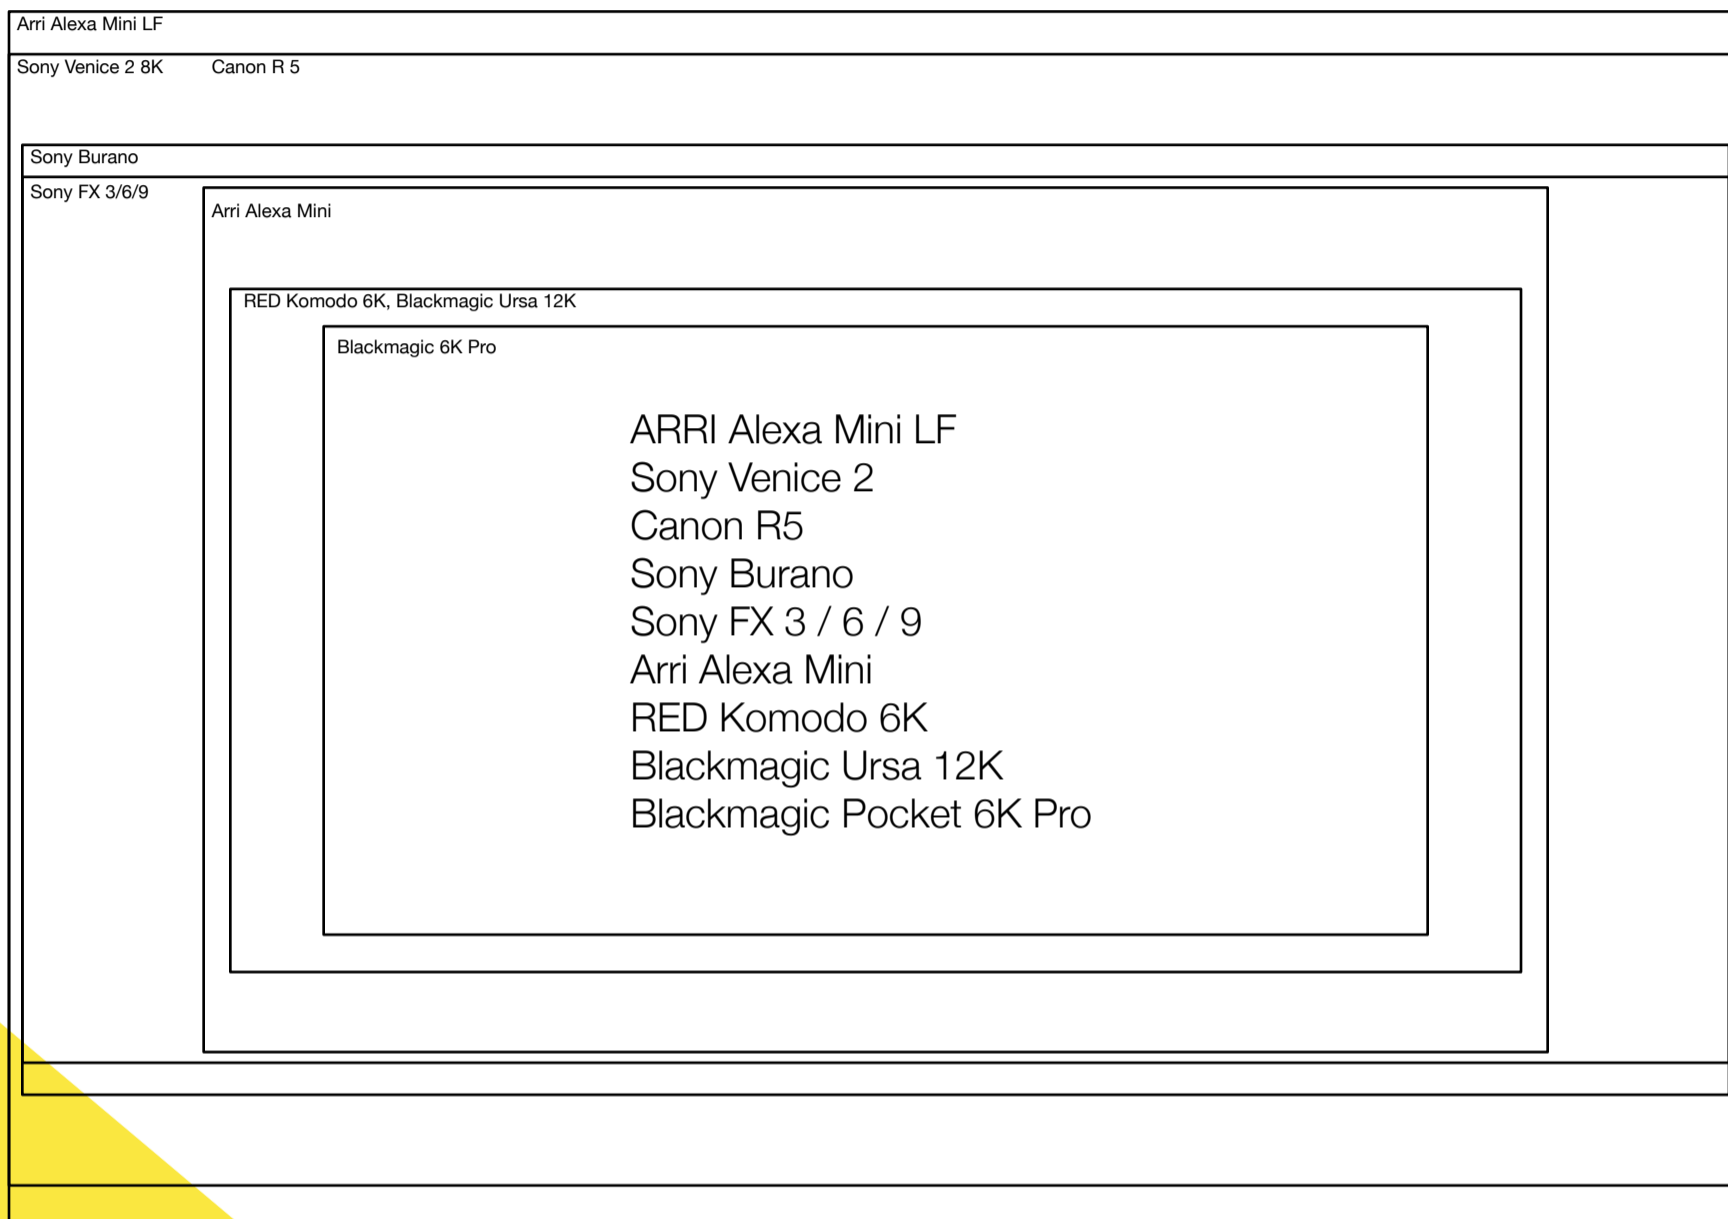 Arri Alexa Mini LF
Sony Venice 2 8K Canon R 5
Sony Burano
Sony FX 3/6/9
Arri Alexa Mini
RED Komodo 6K, Blackmagic Ursa 12K
Blackmagic 6K Pro
ARRI Alexa Mini LF
Sony Venice 2
Canon R5
Sony Burano
Sony FX 3 / 6 / 9
Arri Alexa Mini
RED Komodo 6K
Blackmagic Ursa 12K
Blackmagic Pocket 6K Pro